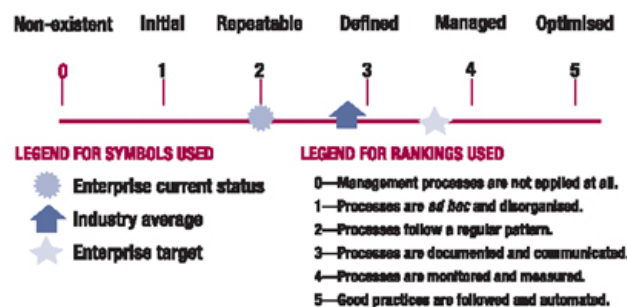 Non-existent Initial Repeatable Defined Managed Optimised
0 1 2 3 4 5
LEGEND FOR SYMBOLS USED
Enterprise current status
Industry average
Enterprise target
LEGEND FOR RANKINGS USED
0—Management processes are not applied at all.
1—Processes are ad hoc and disorganised.
2—Processes follow a regular pattern.
3—Processes are documented and communicated.
4—Processes are monitored and measured.
5—Good practices are followed and automated.